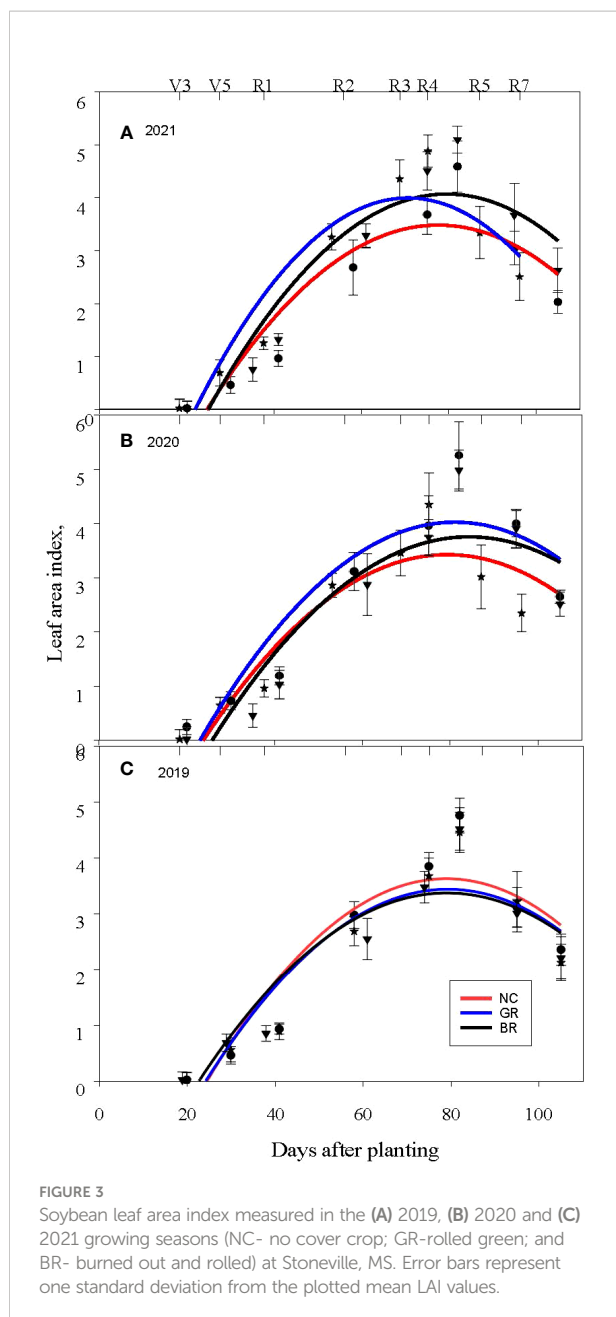 V3 V5 R1 R2 R3 R4 R5 R7
6
A 2021
5
4
3
2
1
0
6
B 2020
5
4
3
2
1
0
C 2019
5
4
3
2
1
0
Leaf area index,
NC
GR
BR
0 20 40 60 80 100
Days after planting
FIGURE 3
Soybean leaf area index measured in the (A) 2019, (B) 2020 and (C)
2021 growing seasons (NC- no cover crop; GR-rolled green; and
BR- burned out and rolled) at Stoneville, MS. Error bars represent
one standard deviation from the plotted mean LAI values.